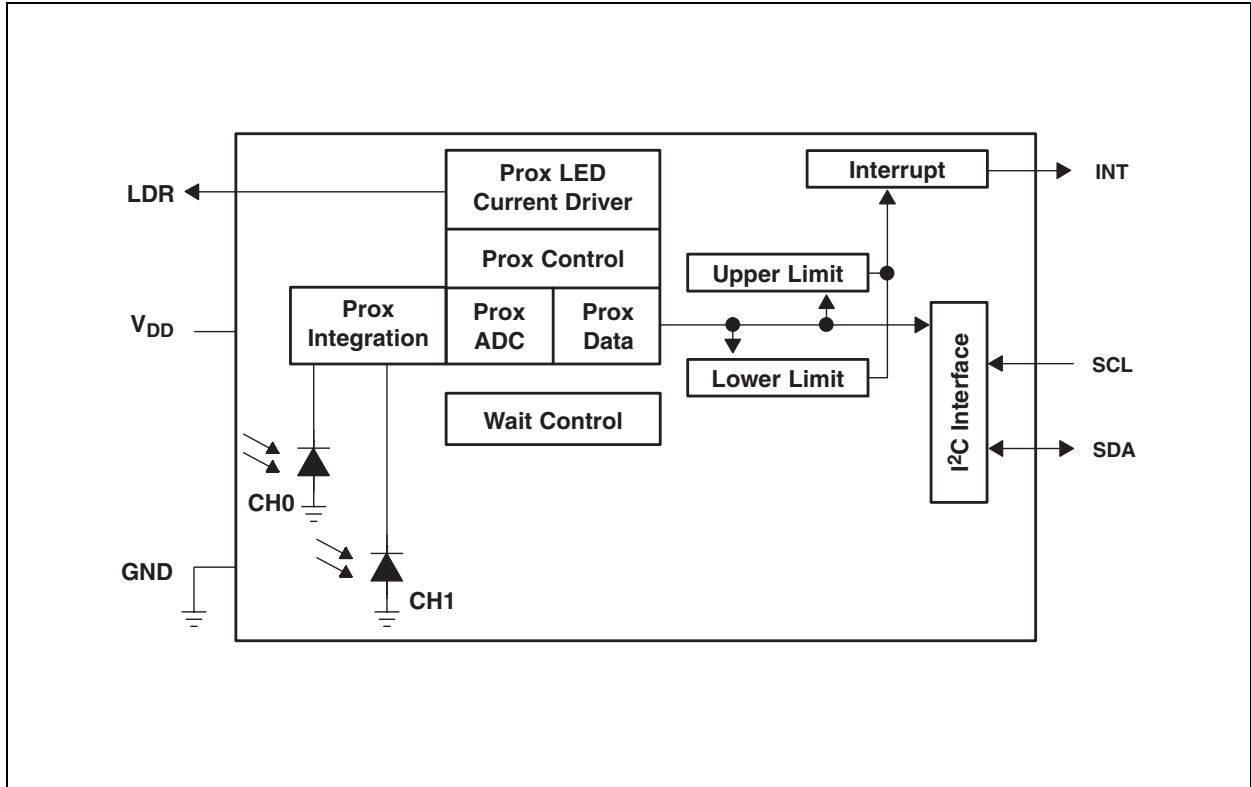 Prox LED
Current Driver
Interrupt
INT
LDR
Prox Control
Upper Limit
Prox
Integration
Prox
ADC
Prox
Data
VDD
Lower Limit
I²C Interface
SCL
Wait Control
SDA
CH0
GND
CH1